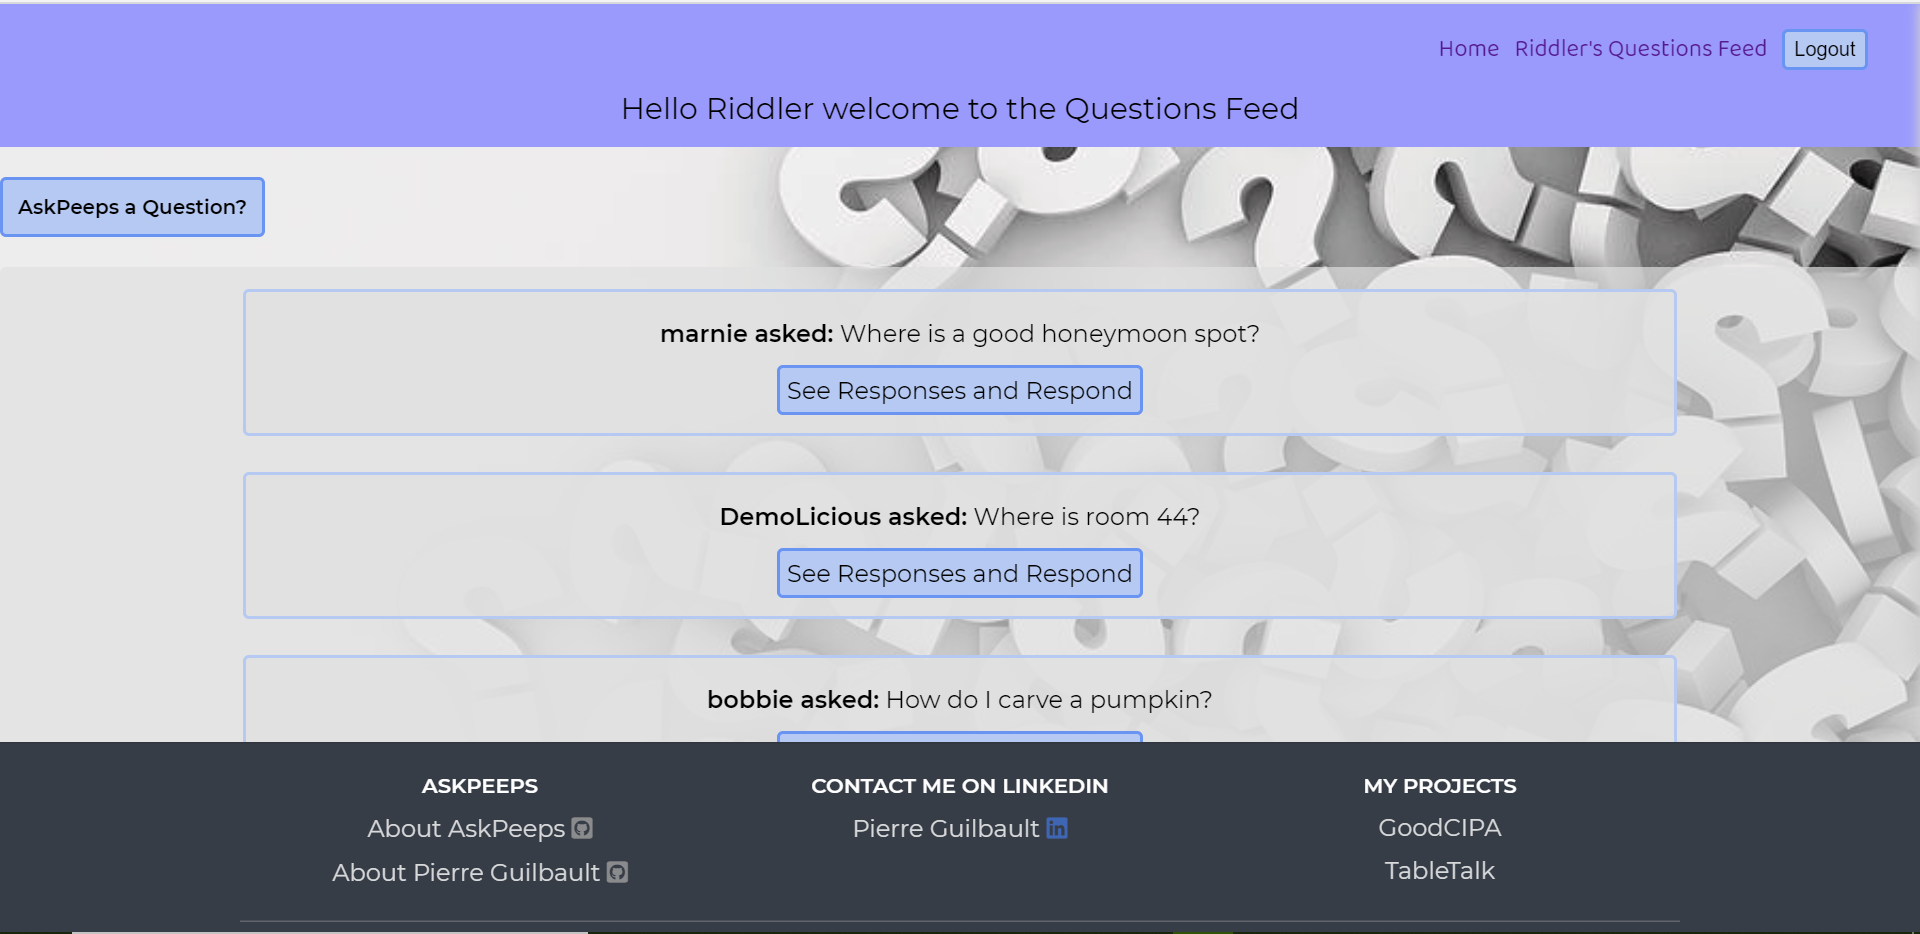 Home Riddler's Questions Feed Logout
Hello Riddler welcome to the Questions Feed
AskPeeps a Question?
marnie asked: Where is a good honeymoon spot?
See Responses and Respond
DemoLicious asked: Where is room 44?
See Responses and Respond
bobbie asked: How do I carve a pumpkin?
ASKPEEPS
About AskPeeps
About Pierre Guilbault
CONTACT ME ON LINKEDIN
Pierre Guilbault in
MY PROJECTS
GoodCIPA
TableTalk